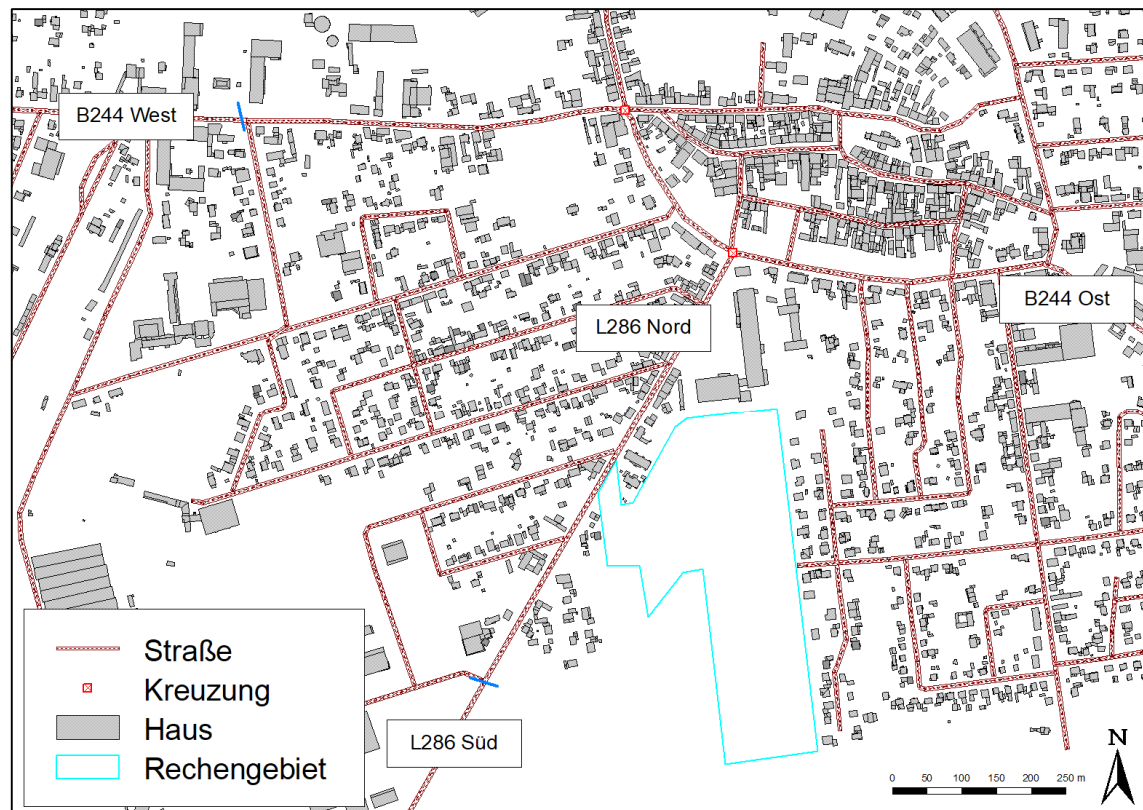 B244 West
B244 Ost
L286 Nord
L286 Süd
Straße
Kreuzung
Haus
Rechengebiet
N
0 50 100 150 200 250 m